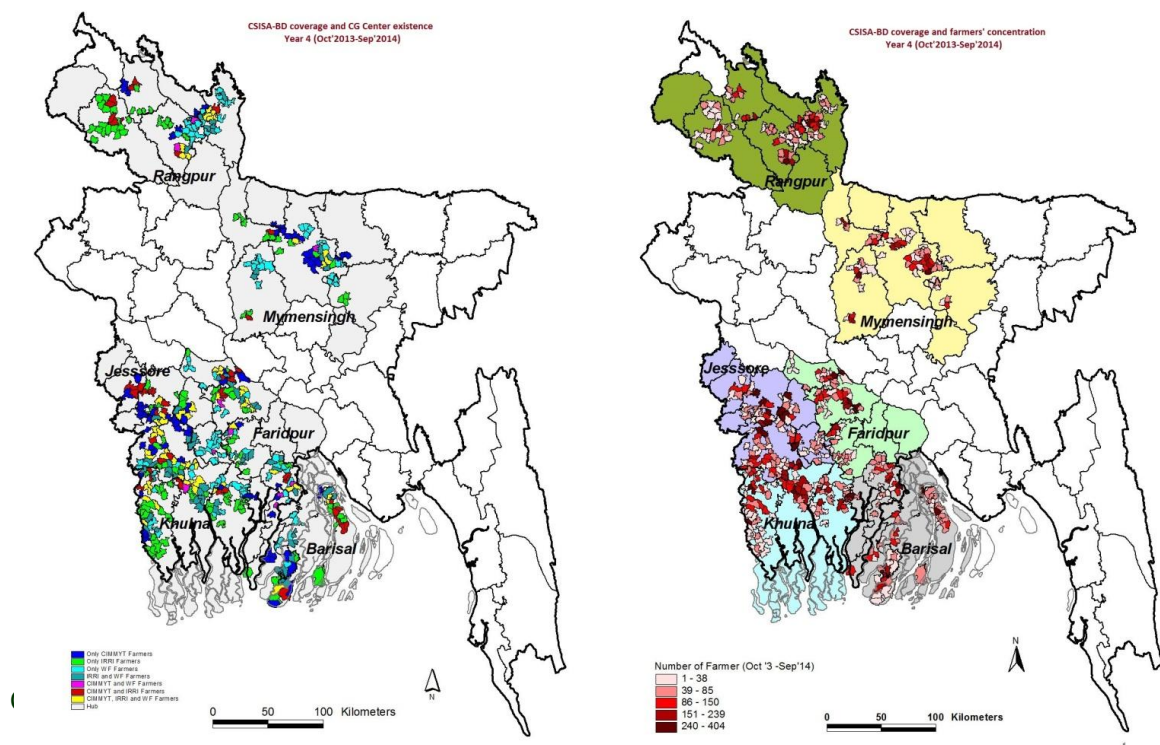 CSISA-BD coverage and CG Center existence
Year 4 (Oct'2013-Sep'2014)
Rangpur
Mymensingh
Jesssore
Faridpur
Khulna
Barisal
Only CIMMYT Farmers
Only IRRI Farmers
Only WF Farmers
IRRI and WF Farmers
CIMMYT and WF Farmers
CIMMYT and IRRI Farmers
CIMMYT, IRRI and WF Farmers
Hub
N
0 50 100 Kilometers
CSISA-BD coverage and farmers' concentration
Year 4 (Oct'2013-Sep'2014)
Rangpur
Mymensingh
Jesssore
Faridpur
Khulna
Barisal
N
Number of Farmer (Oct '3 -Sep'14)
1 - 38
39 - 85
86 - 150
151 - 239
240 - 404
0 50 100 Kilometers